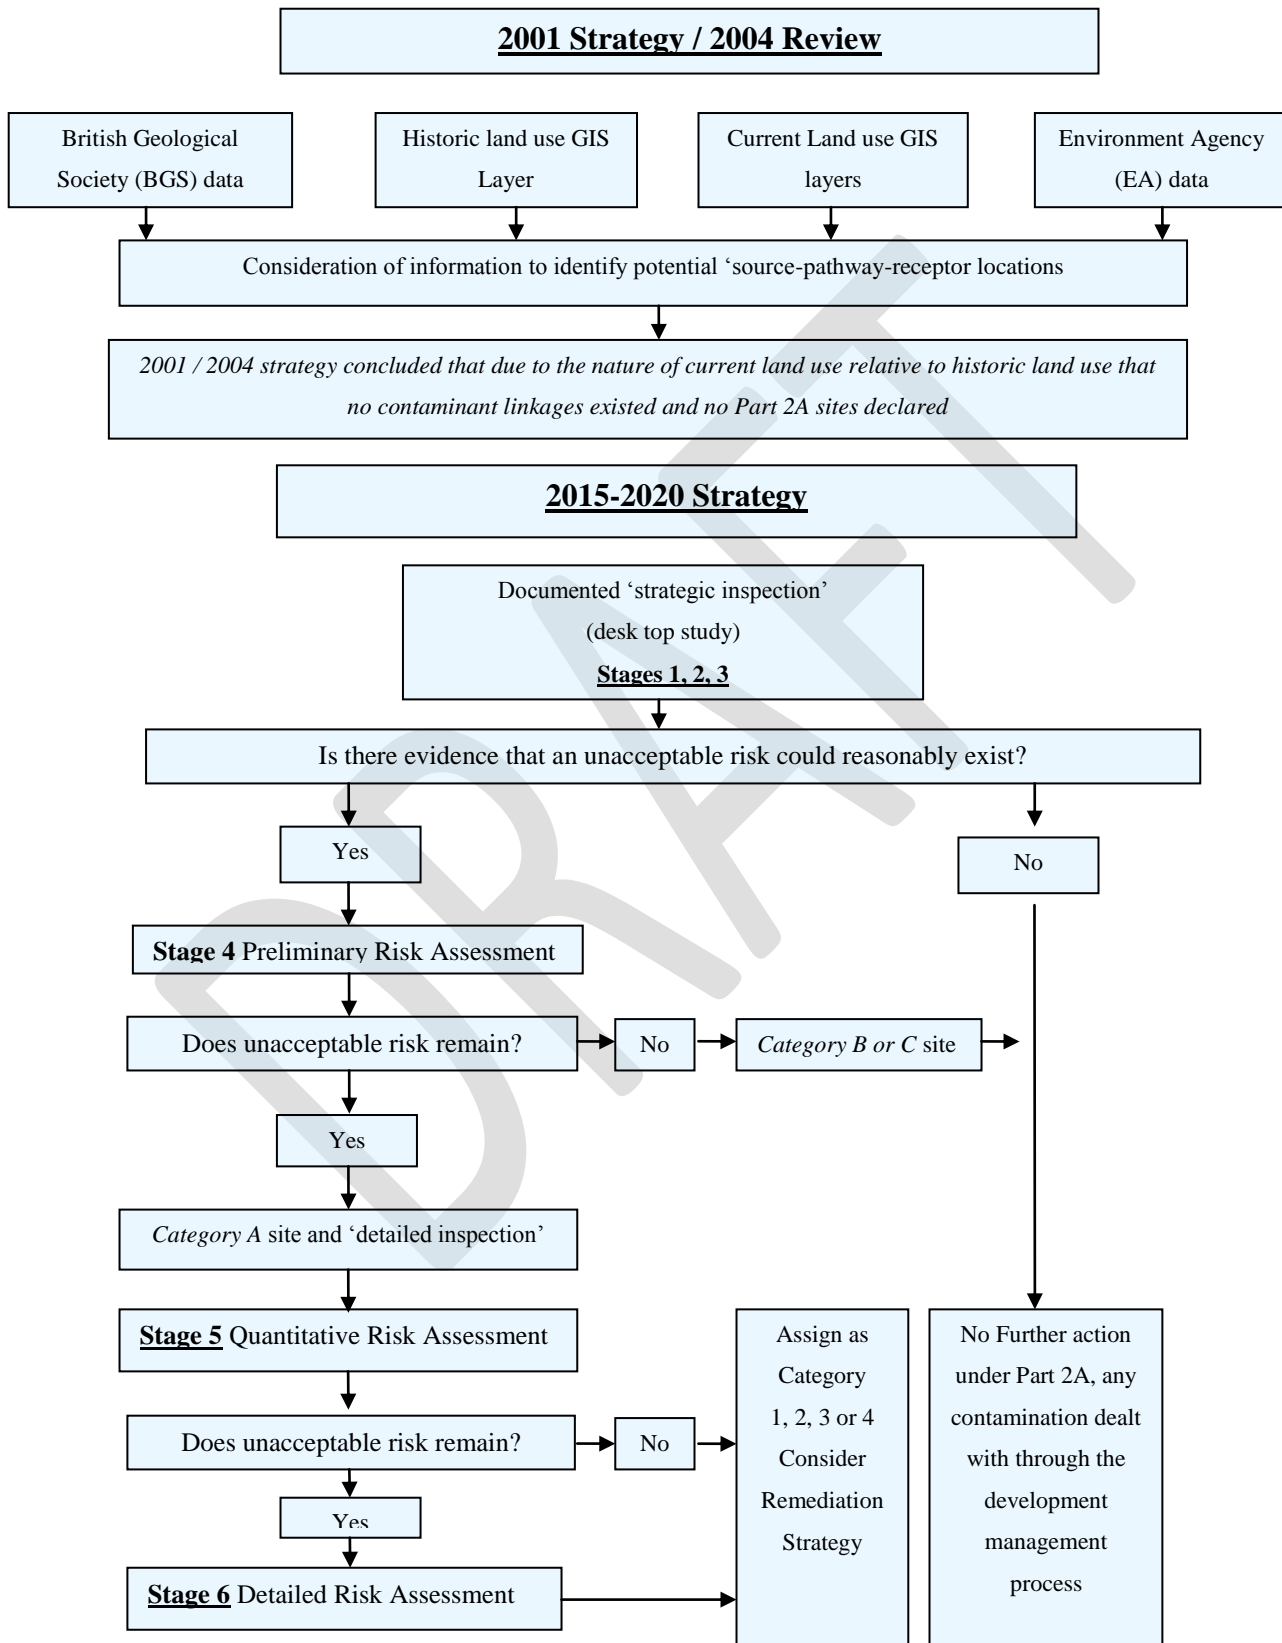 2001 Strategy / 2004 Review
British Geological
Society (BGS) data
Historic land use GIS
Layer
Current Land use GIS
layers
Environment Agency
(EA) data
Consideration of information to identify potential ‘source-pathway-receptor locations
2001 / 2004 strategy concluded that due to the nature of current land use relative to historic land use that
no contaminant linkages existed and no Part 2A sites declared
2015-2020 Strategy
Documented ‘strategic inspection’
(desk top study)
Stages 1, 2, 3
Is there evidence that an unacceptable risk could reasonably exist?
Yes
No
Stage 4 Preliminary Risk Assessment
Does unacceptable risk remain?
No
Category B or C site
Yes
Category A site and ‘detailed inspection’
Stage 5 Quantitative Risk Assessment
Does unacceptable risk remain?
No
Yes
Stage 6 Detailed Risk Assessment
Assign as
Category
1, 2, 3 or 4
Consider
Remediation
Strategy
No Further action
under Part 2A, any
contamination dealt
with through the
development
management
process
DRAFT